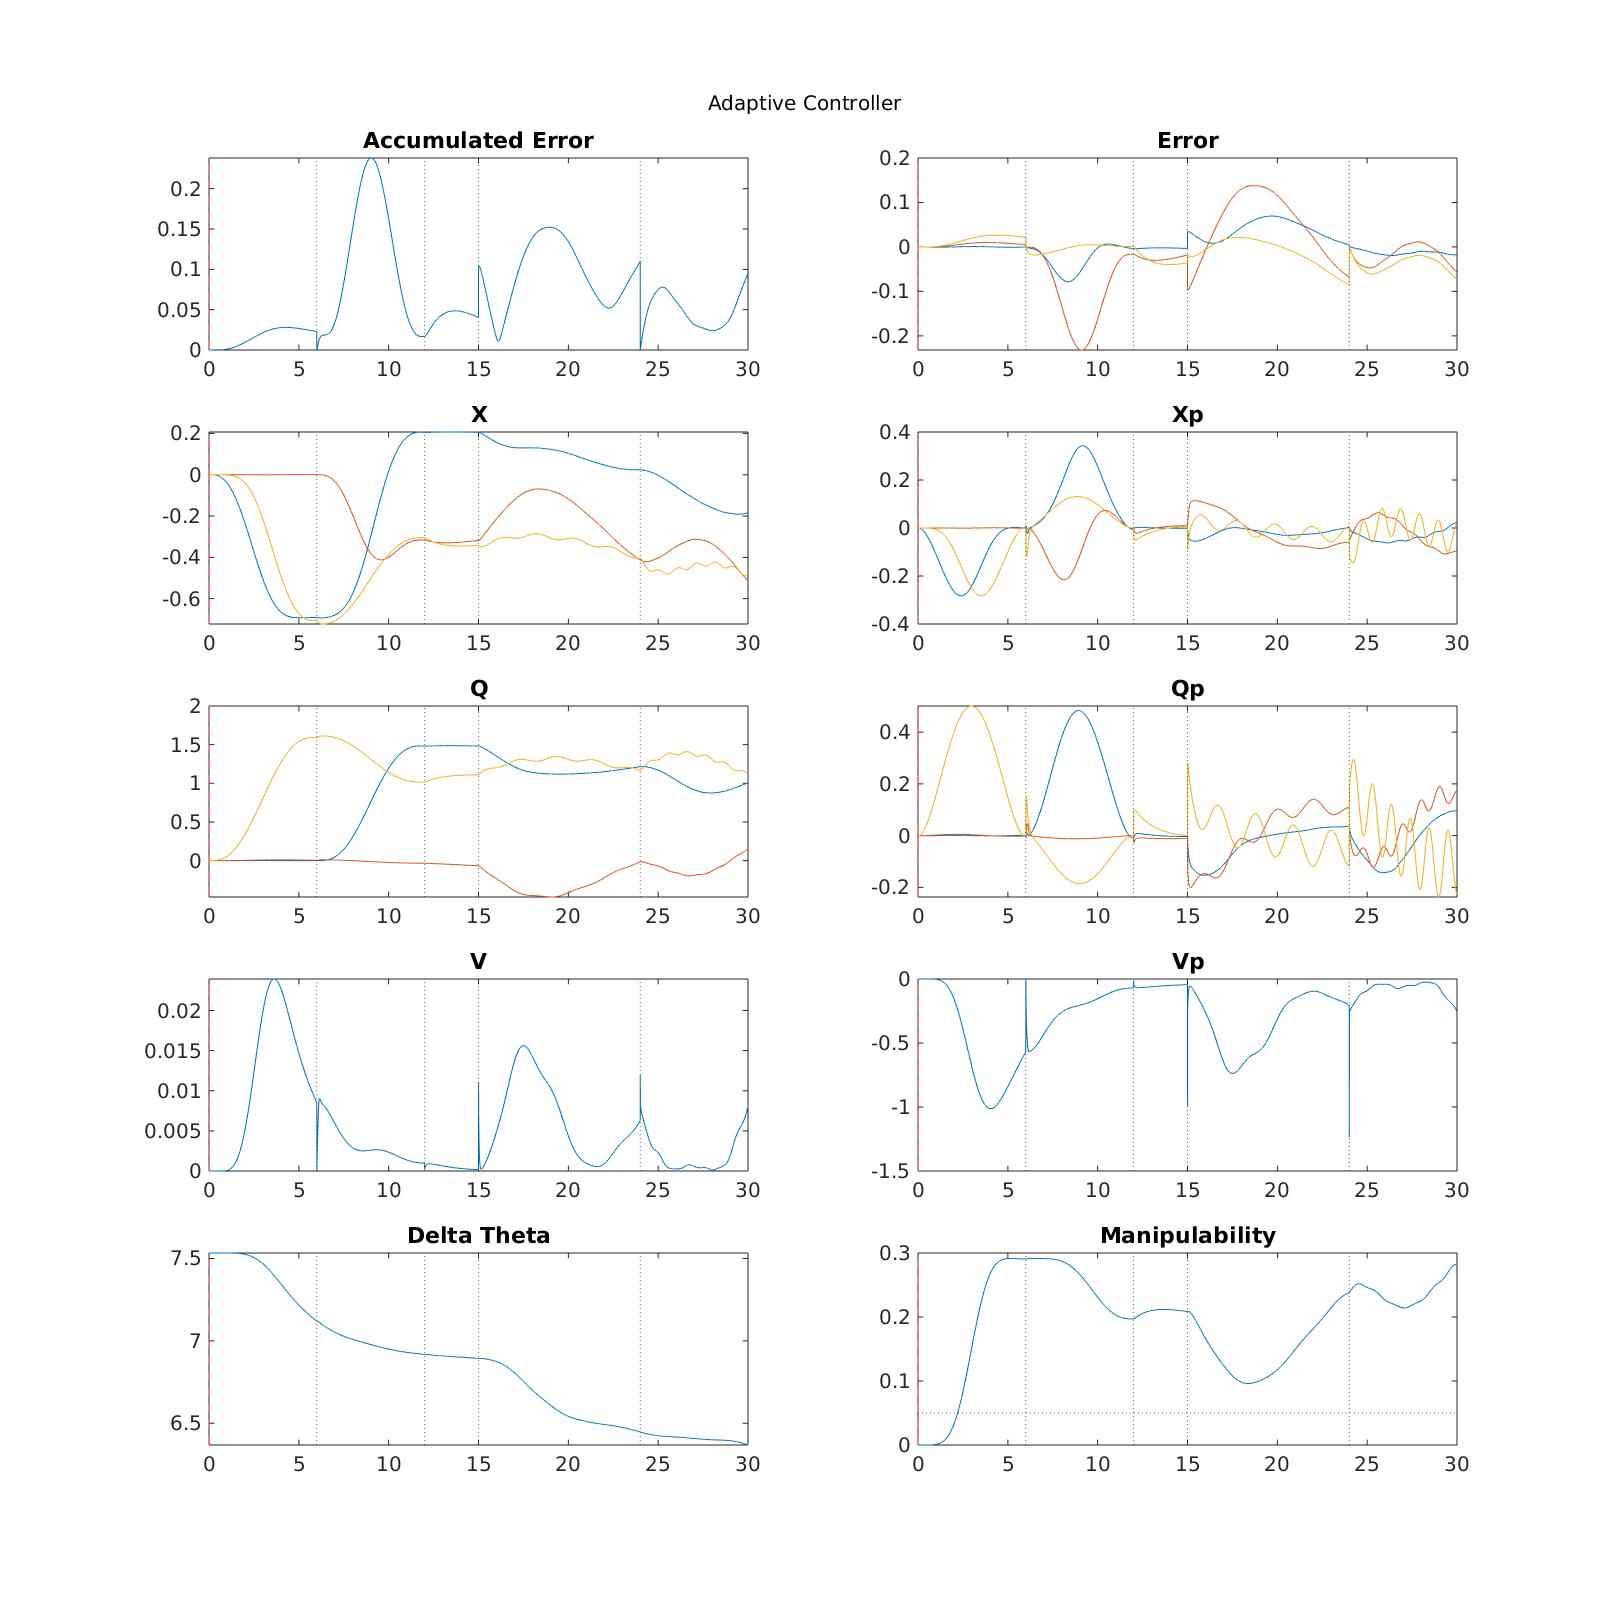 Adaptive Controller
Accumulated Error
0.2
0.15
0.1
0.05
0
0 5 10 15 20 25 30
Error
0.2
0.1
0
-0.1
-0.2
0 5 10 15 20 25 30
X
0.2
0
-0.2
-0.4
-0.6
0 5 10 15 20 25 30
Xp
0.4
0.2
0
-0.2
-0.4
0 5 10 15 20 25 30
Q
2
1.5
1
0.5
0
0 5 10 15 20 25 30
Qp
0.4
0.2
0
-0.2
0 5 10 15 20 25 30
V
0.02
0.015
0.01
0.005
0
0 5 10 15 20 25 30
Vp
0
-0.5
-1
-1.5
0 5 10 15 20 25 30
Delta Theta
7.5
7
6.5
0 5 10 15 20 25 30
Manipulability
0.3
0.2
0.1
0
0 5 10 15 20 25 30